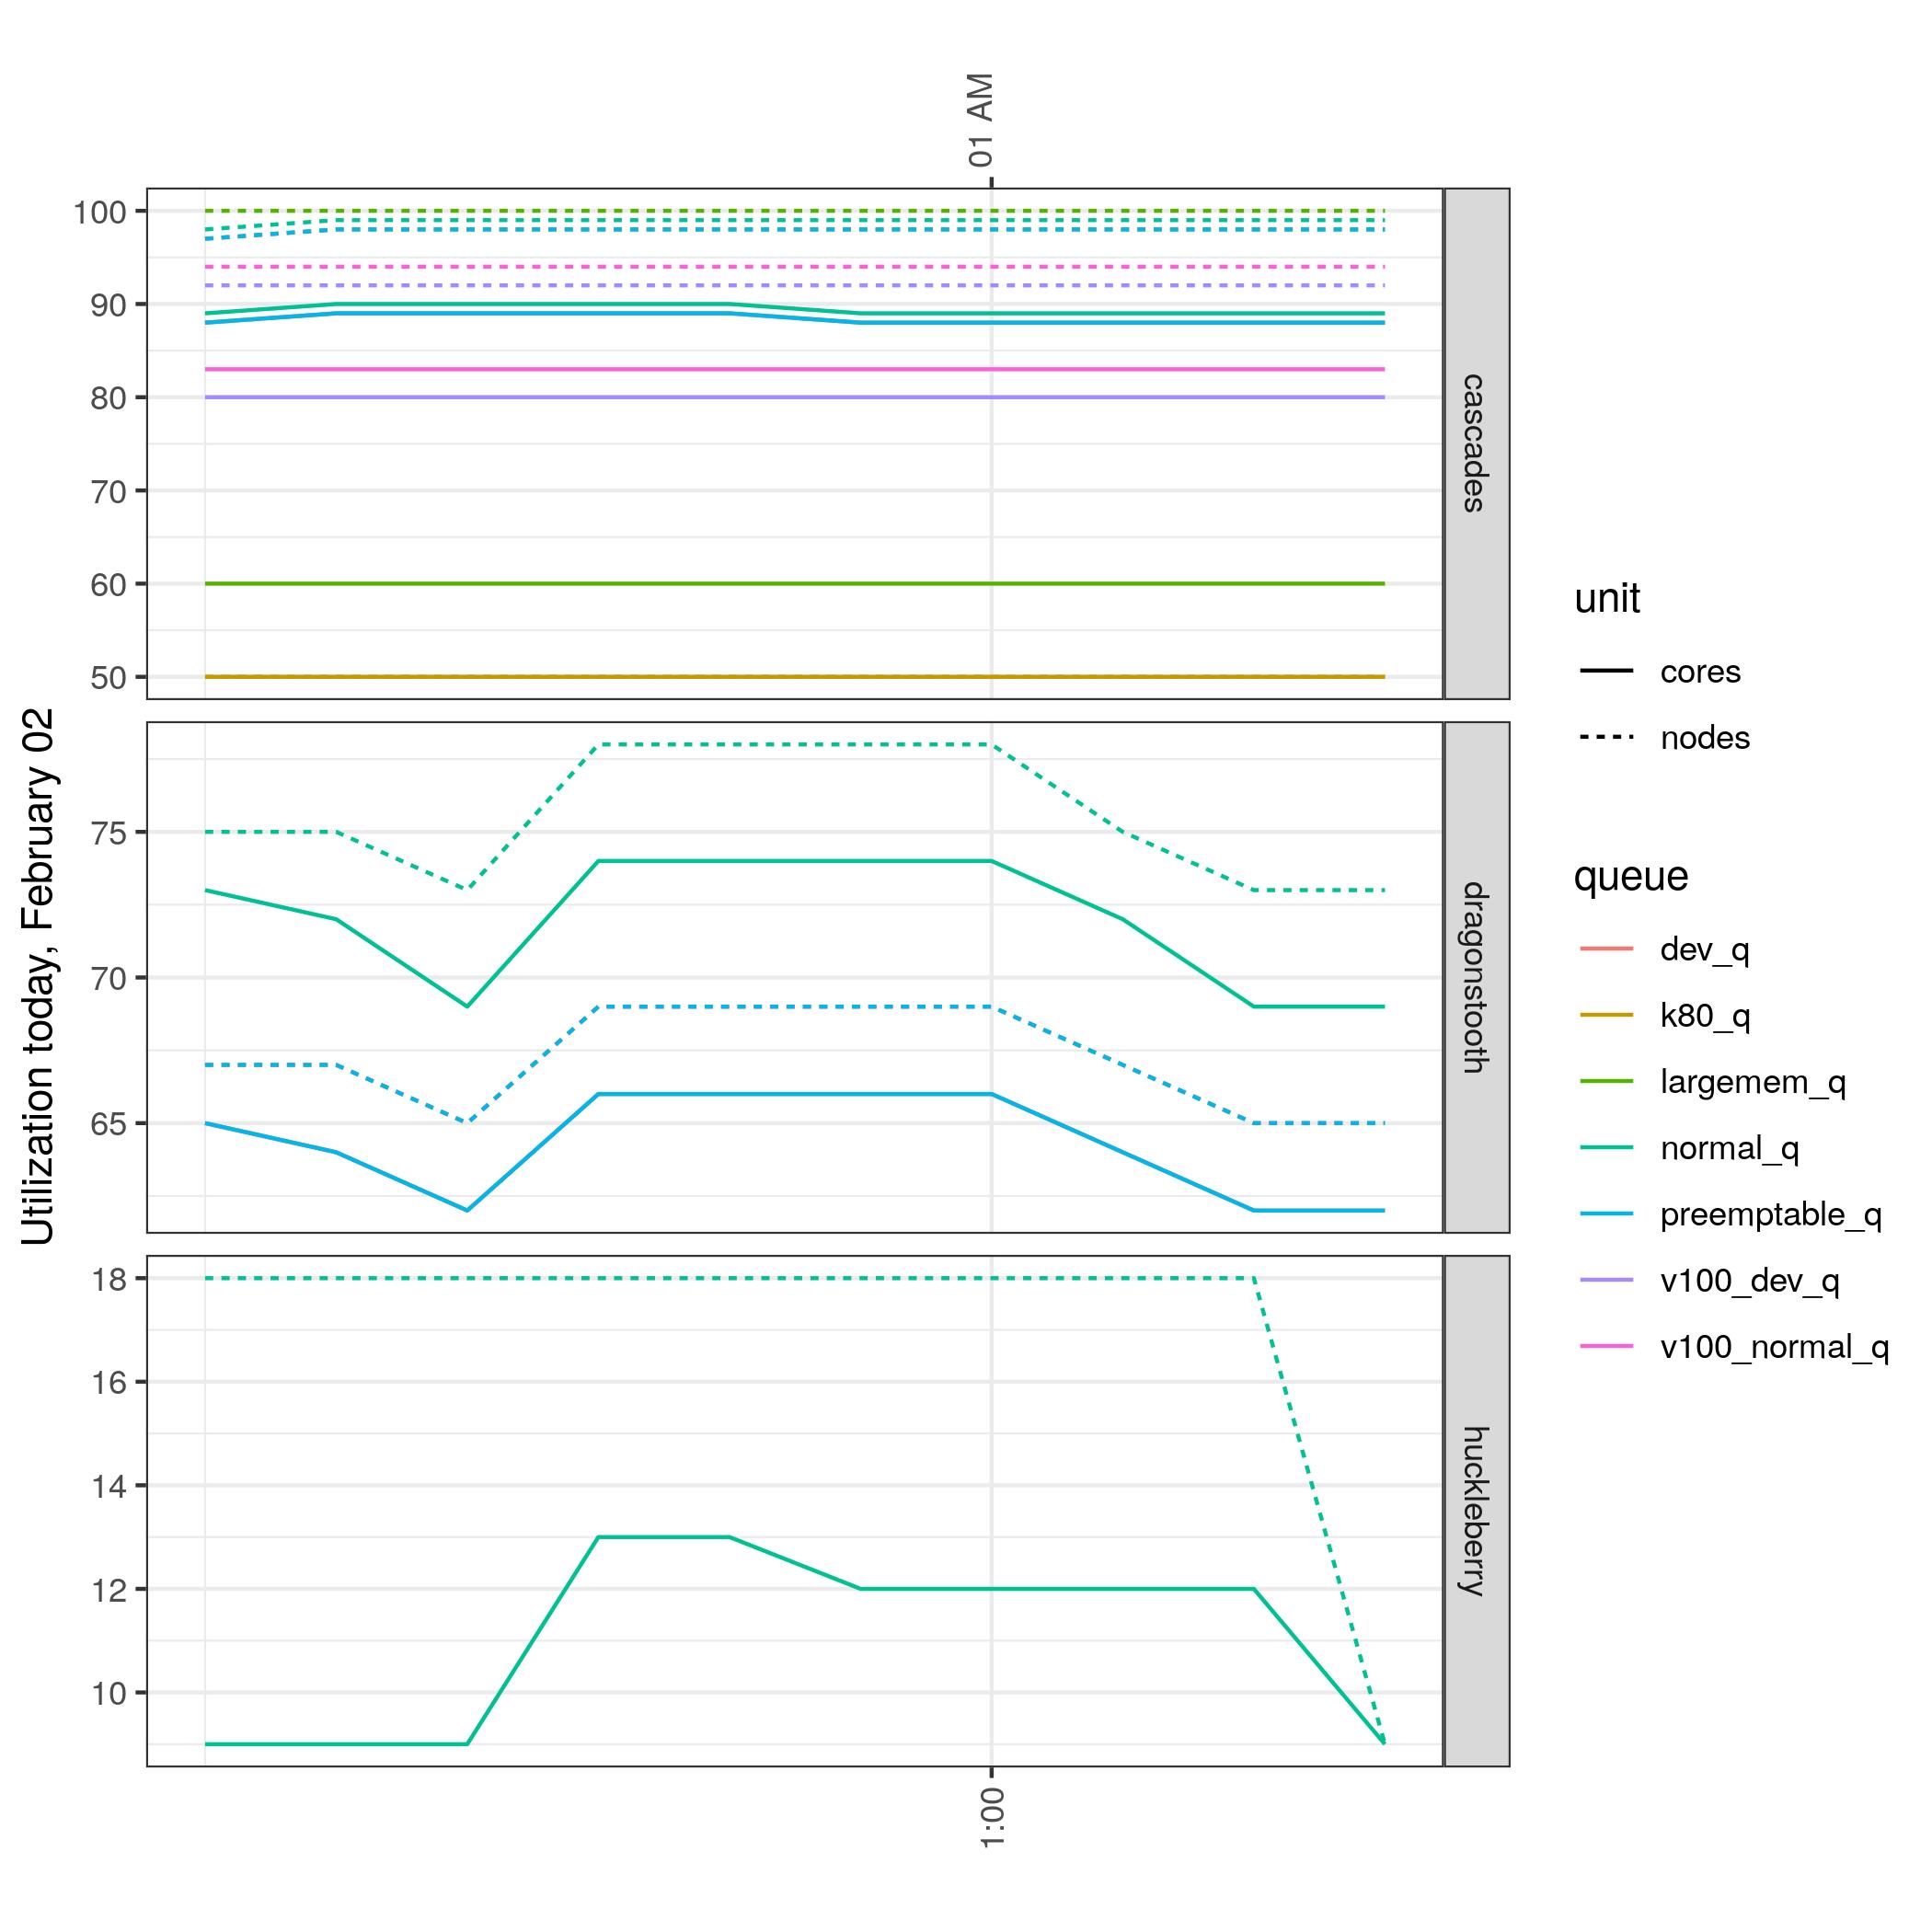 01 AM
100
90
80
70
60
50
cascades
Utilization today, February 02
75
70
65
dragonstooth
18
16
14
12
10
huckleberry
1:00
unit
cores
nodes
queue
dev_q
k80_q
largemem_q
normal_q
preemptable_q
v100_dev_q
v100_normal_q